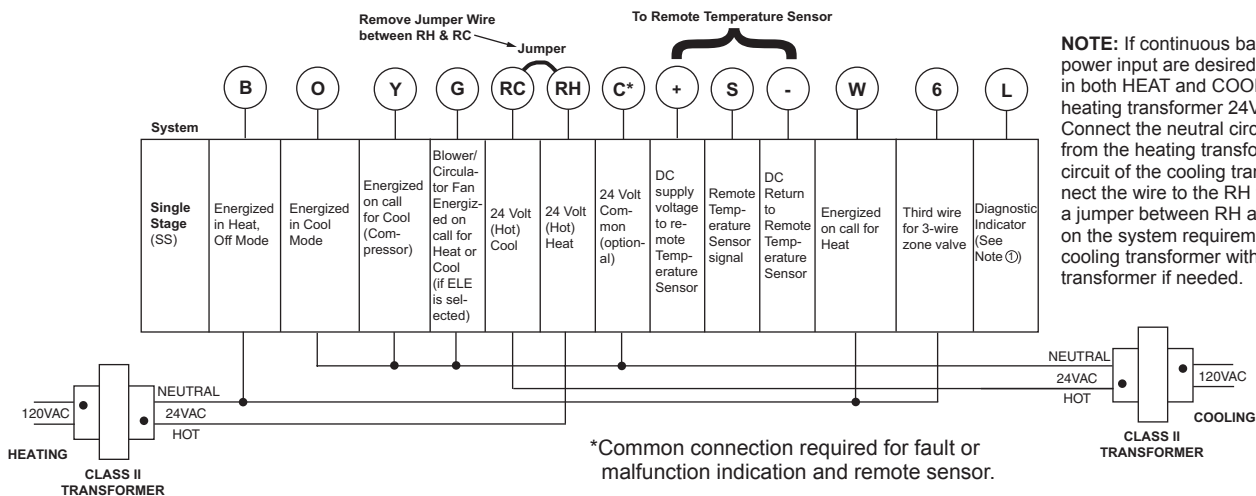 Remove Jumper Wire
between RH & RC
Jumper
To Remote Temperature Sensor
B
O
Y
G
RC
RH
C*
+
S
-
W
6
L
System
Single
Stage
(SS)
Energized
in Heat,
Off Mode
Energized
in Cool
Mode
Energized
on call
for Cool
(Com-
pressor)
Blower/
Circula-
tor Fan
Energiz-
ed on
call for
Heat or
Cool
(if ELE
is sel-
ected)
24 Volt
(Hot)
Cool
24 Volt
(Hot)
Heat
24 Volt
Com-
mon
(option-
al)
DC
supply
voltage
to re-
mote
Temp-
erature
Sensor
Remote
Temp-
erature
Sensor
signal
DC
Return
to
Remote
Temp-
erature
Sensor
Energized
on call for
Heat
Third wire
for 3-wire
zone valve
Diagnostic
Indicator
(See
Note ①)
NOTE: If continuous ba
power input are desired
in both HEAT and COOL
heating transformer 24V
Connect the neutral circ
from the heating transfo
circuit of the cooling tran
nect the wire to the RH
a jumper between RH a
on the system requirem
cooling transformer with
transformer if needed.
120VAC
NEUTRAL
24VAC
HOT
HEATING
CLASS II
TRANSFORMER
NEUTRAL
24VAC
HOT
120VAC
COOLING
CLASS II
TRANSFORMER
*Common connection required for fault or
malfunction indication and remote sensor.